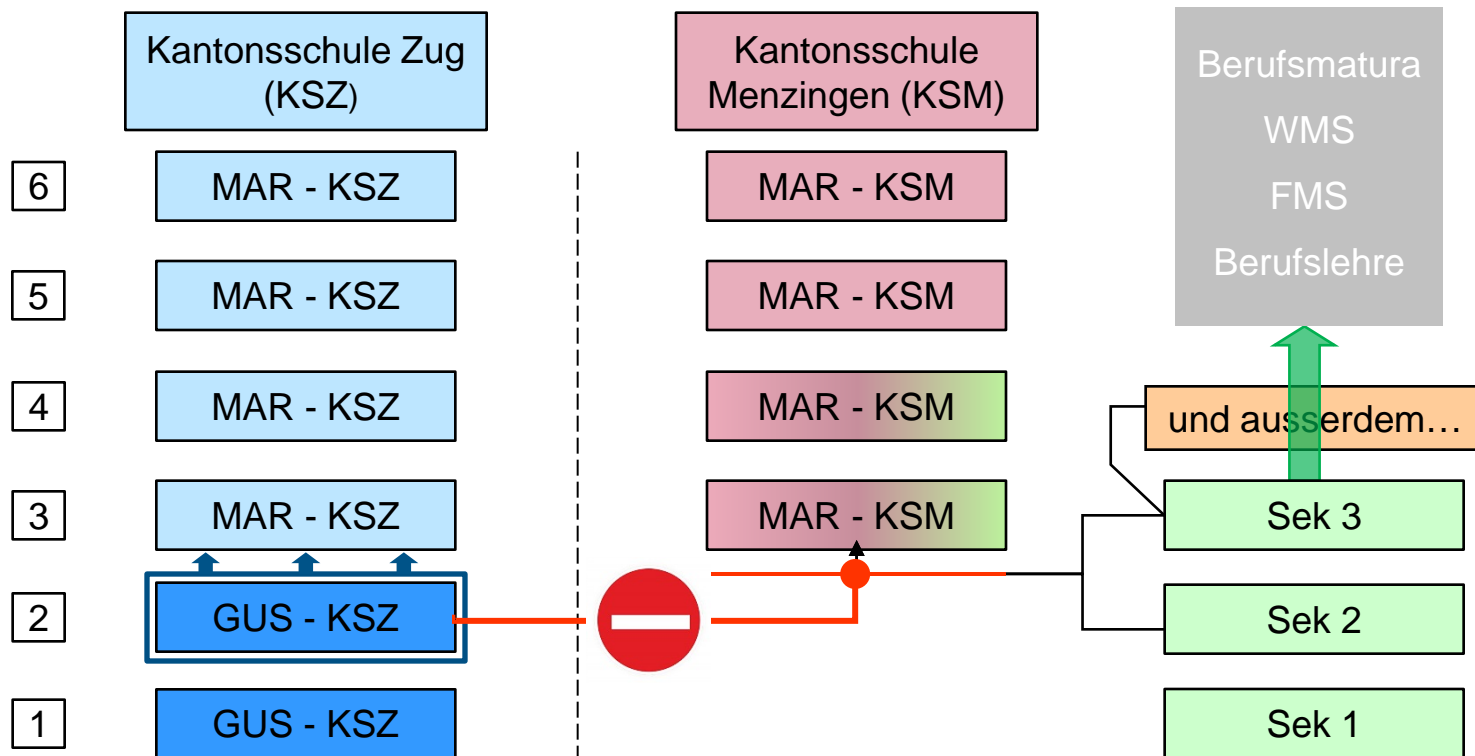 Kantonsschule Zug
(KSZ)
Kantonsschule
Menzingen (KSM)
Berufsmatura
WMS
FMS
Berufslehre
6
MAR - KSZ
MAR - KSM
5
MAR - KSZ
MAR - KSM
4
MAR - KSZ
MAR - KSM
und ausserdem…
3
MAR - KSZ
MAR - KSM
Sek 3
2
GUS - KSZ
Sek 2
1
GUS - KSZ
Sek 1